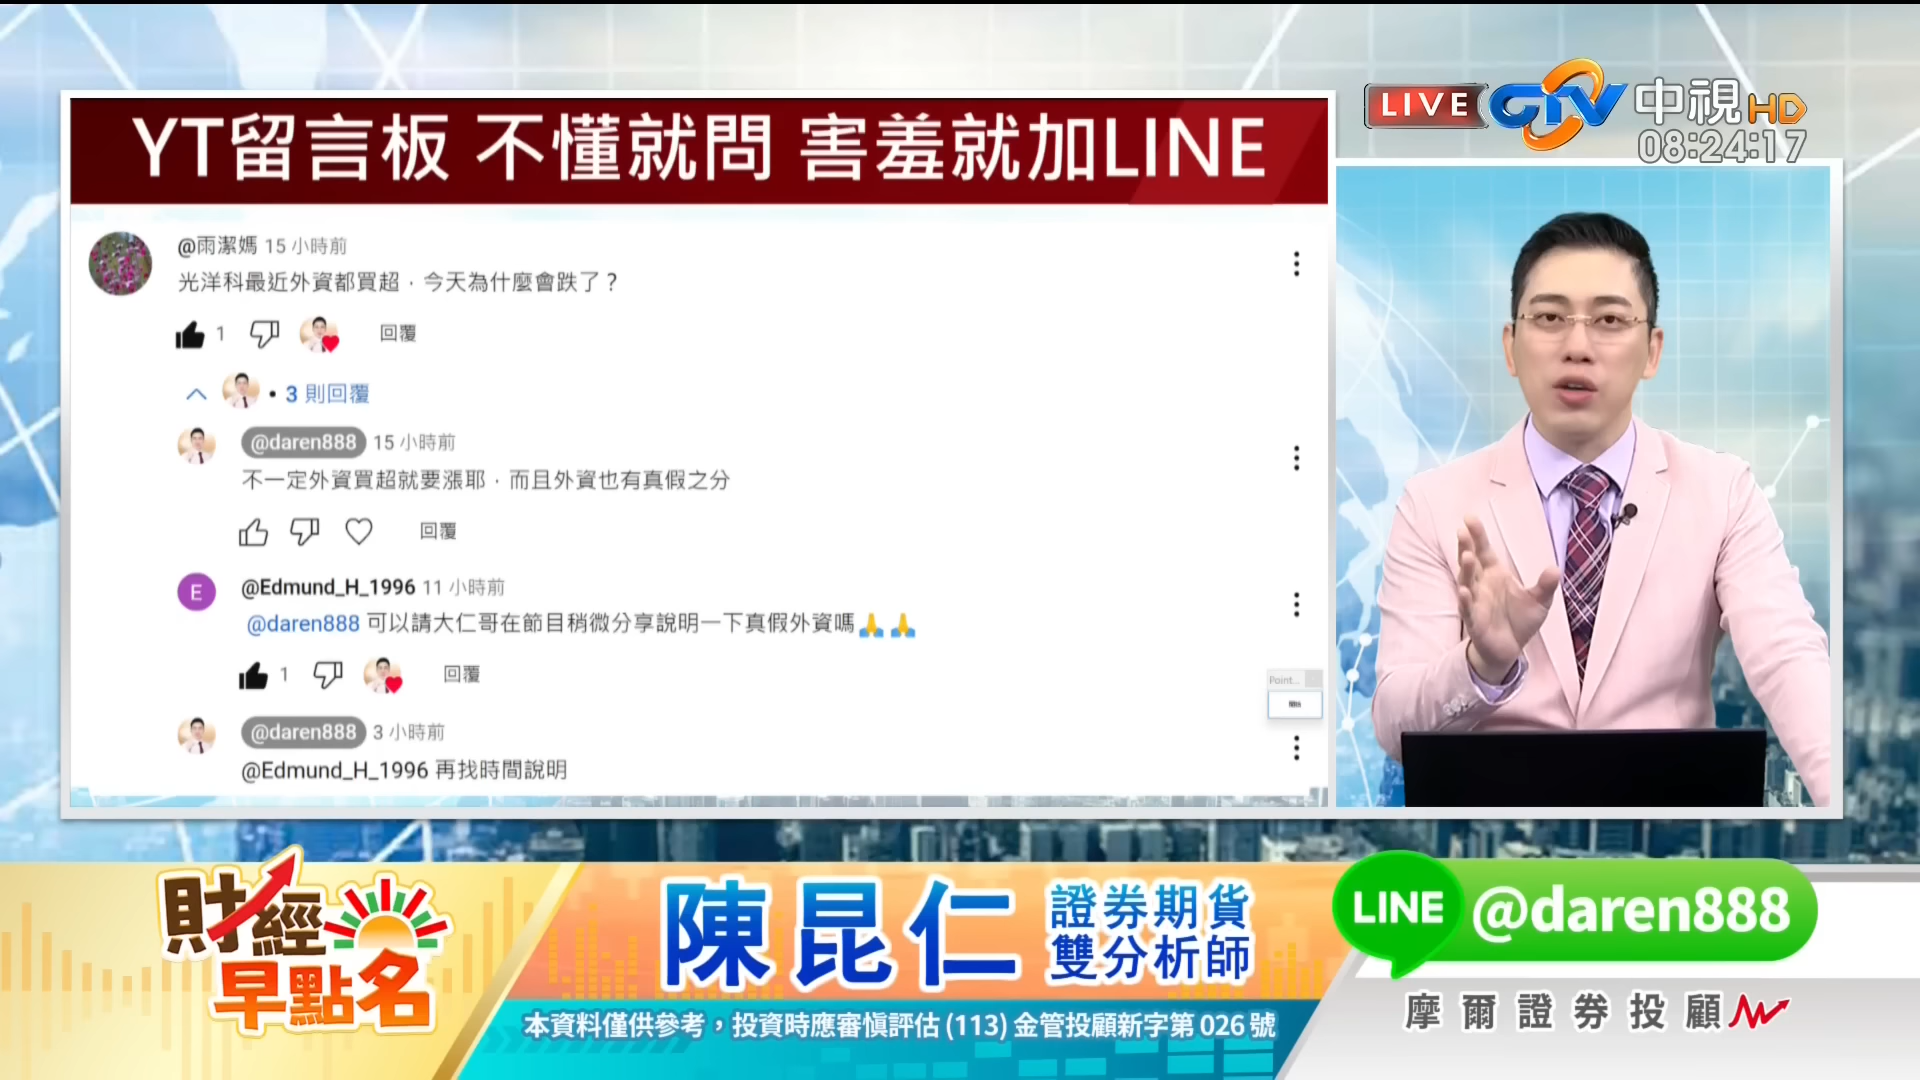 YT留言板 不懂就問 害羞就加LINE
LIVE CTV 中視 HD
08:24:17
@雨潔媽 15 小時前
光洋科最近外資都買超，今天為什麼會跌了？
1 回覆
• 3 則回覆
@daren888 15 小時前
不一定外資買超就要漲耶，而且外資也有真假之分
回覆
E @Edmund_H_1996 11 小時前
@daren888 可以請大仁哥在節目稍微分享說明一下真假外資嗎🙏🙏
1 回覆
Point...
@daren888 3 小時前
@Edmund_H_1996 再找時間說明
財經
早點名
陳昆仁
證券期貨
雙分析師
本資料僅供參考，投資時應審慎評估 (113) 金管投顧新字第 026 號
LINE @daren888
摩爾證券投顧